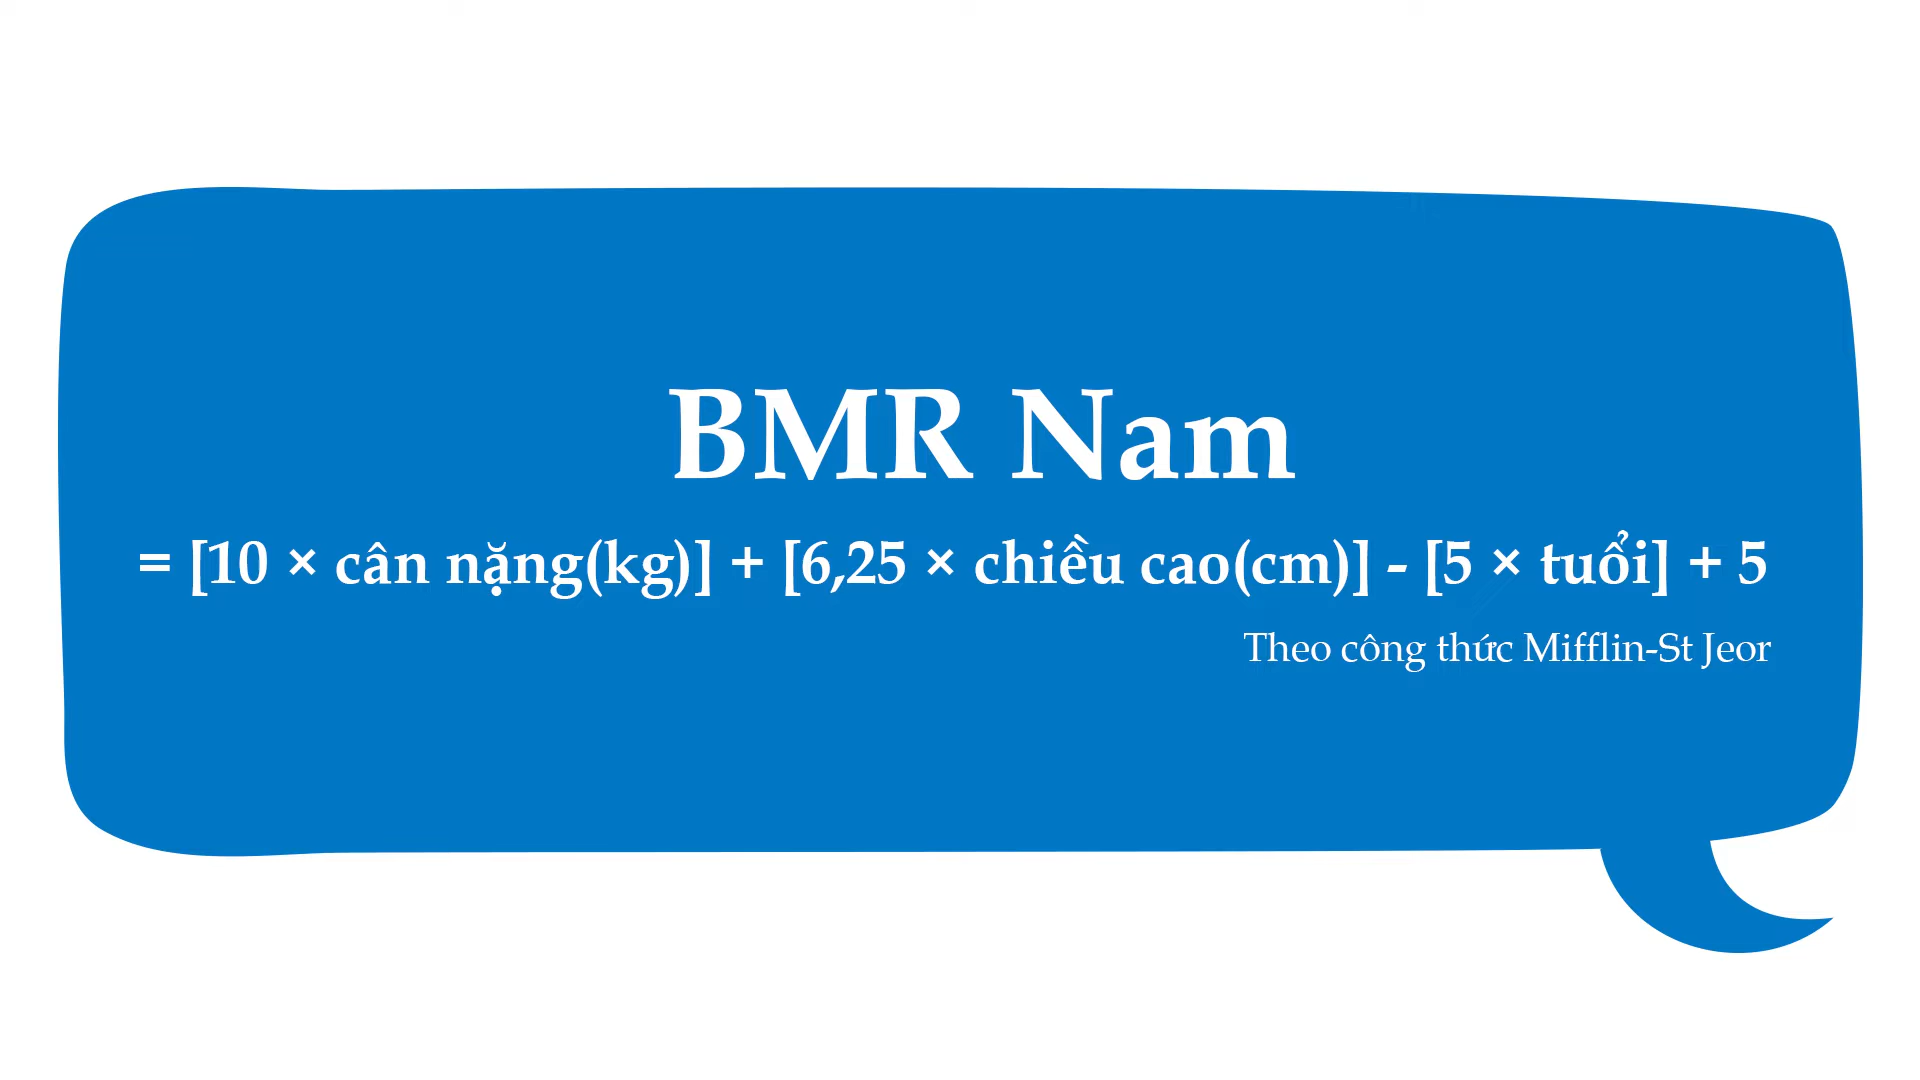 BMR Nam
= [10 × cân nặng(kg)] + [6,25 × chiều cao(cm)] - [5 × tuổi] + 5
Theo công thức Mifflin-St Jeor